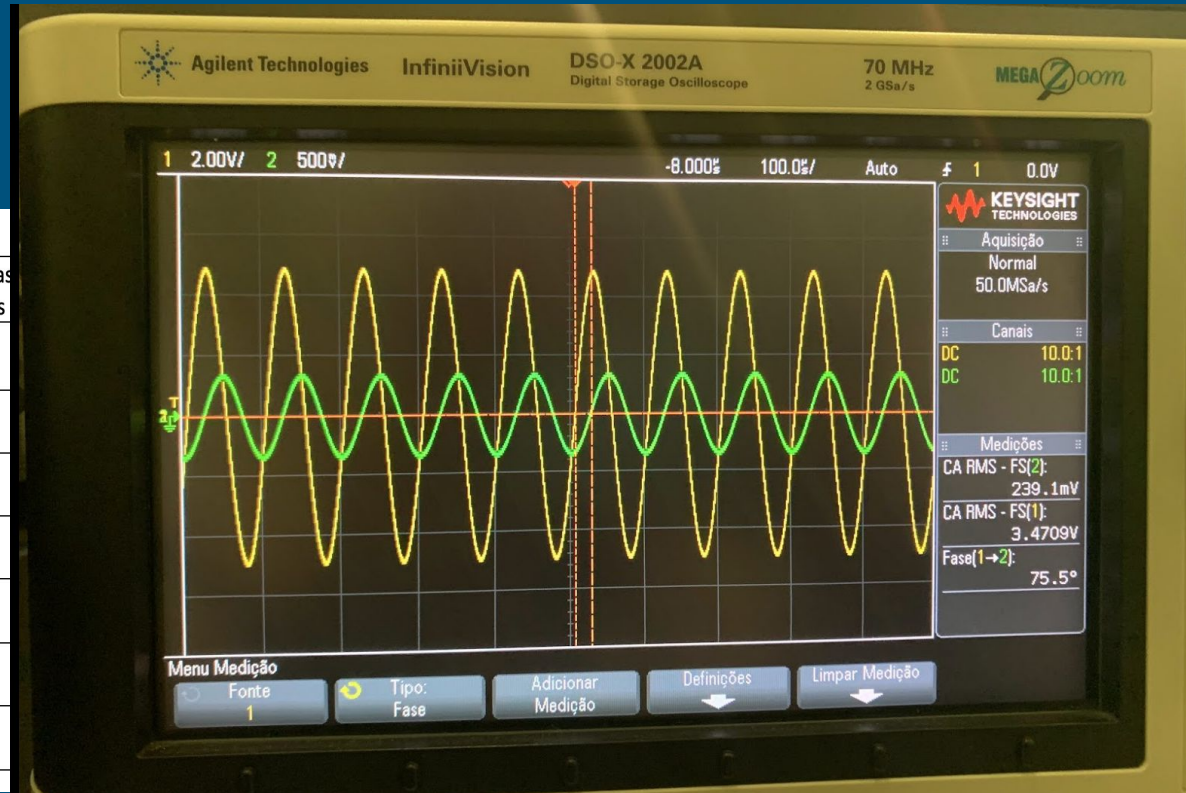 Agilent Technologies InfiniiVision DSO-X 2002A 70 MHz MEGA Zoom
Digital Storage Oscilloscope 2 GSa/s
1 2.00V/ 2 500mV/ -8.000us 100.0us/ Auto 1 0.0V
KEYSIGHT
TECHNOLOGIES
Aquisição
Normal
50.0MSa/s
Canais
DC 10.0:1
DC 10.0:1
Medições
CA RMS - FS(2):
239.1mV
CA RMS - FS(1):
3.4709V
Fase(1→2):
75.5°
T
Menu Medição
Fonte
1
Tipo:
Fase
Adicionar
Medição
Definições
Limpar Medição
as
s